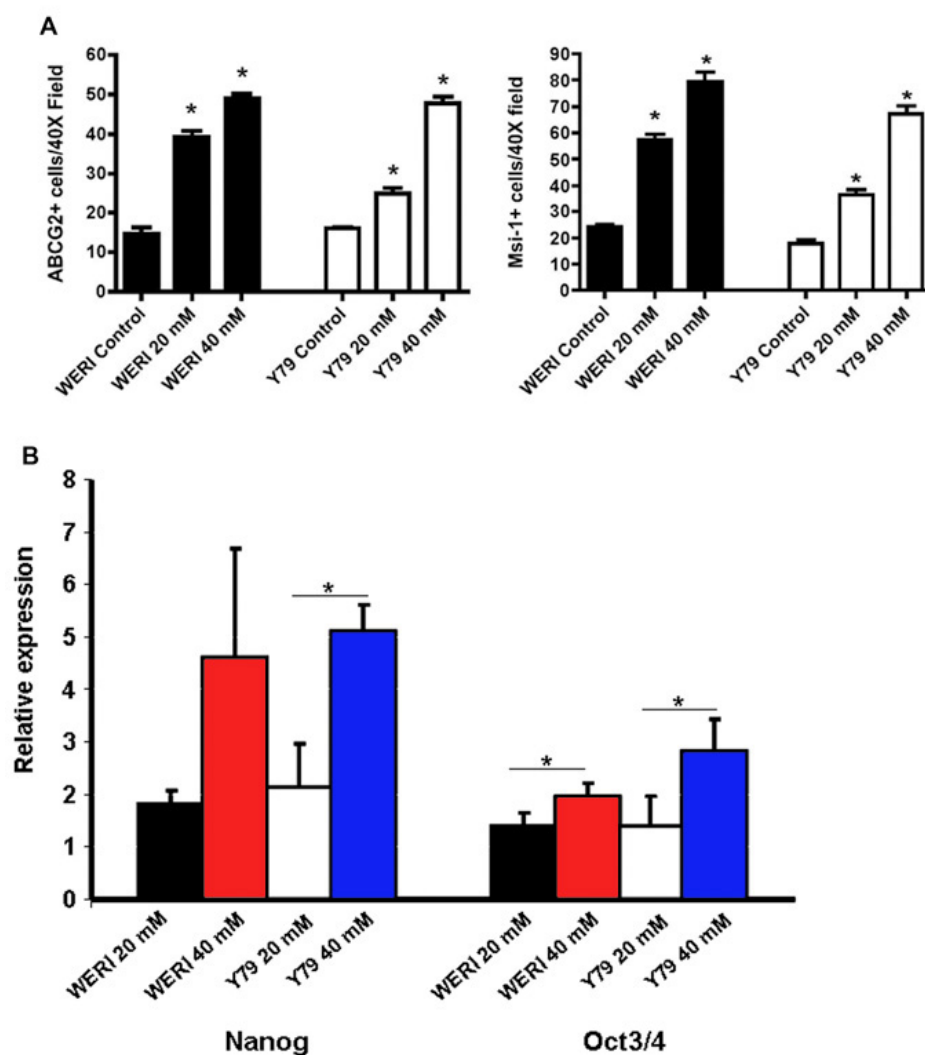 A
ABCG2+ cells/40X Field
60
50
40
30
20
10
0
*
*
*
*
WERI Control
WERI 20 mM
WERI 40 mM
Y79 Control
Y79 20 mM
Y79 40 mM
Msi-1+ cells/40X field
90
80
70
60
50
40
30
20
10
0
*
*
*
*
WERI Control
WERI 20 mM
WERI 40 mM
Y79 Control
Y79 20 mM
Y79 40 mM
B
Relative expression
8
7
6
5
4
3
2
1
0
*
*
*
WERI 20 mM
WERI 40 mM
Y79 20 mM
Y79 40 mM
WERI 20 mM
WERI 40 mM
Y79 20 mM
Y79 40 mM
Nanog
Oct3/4